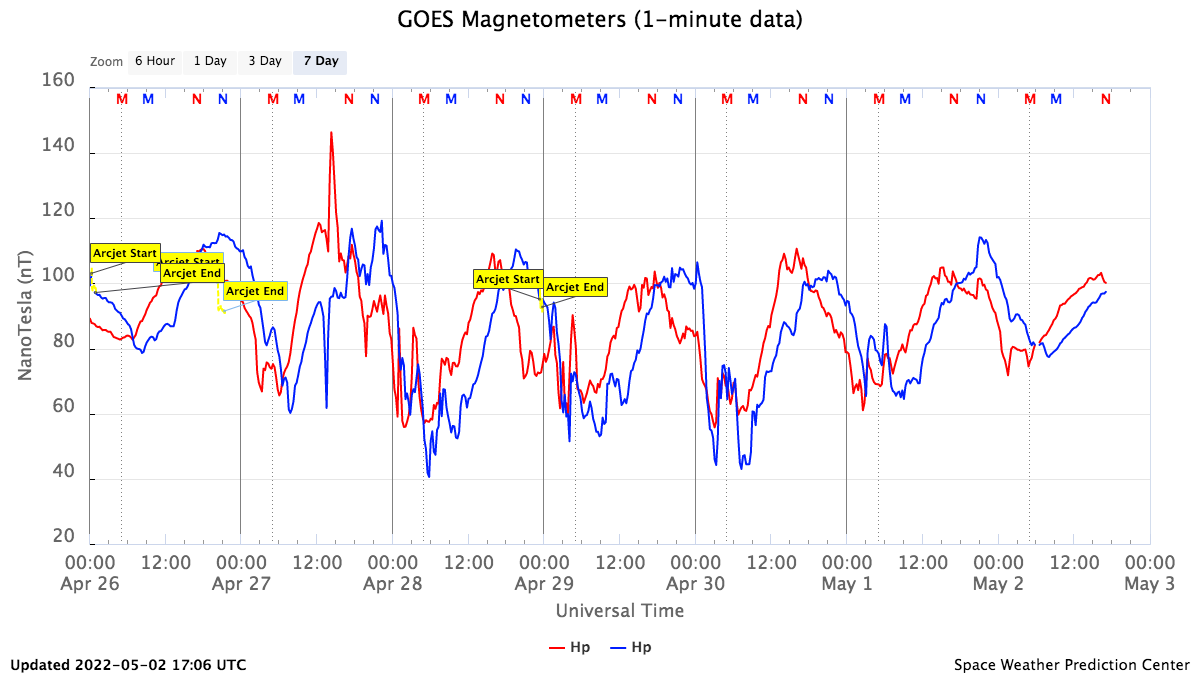 GOES Magnetometers (1-minute data)
Zoom 6 Hour 1 Day 3 Day 7 Day
160
M M N N M M N N M M N N M M N N M M N N M M N N M M N
140
120
100
80
60
40
20
NanoTesla (nT)
Arcjet Start
Arcjet Start
Arcjet End
Arcjet End
Arcjet Start
Arcjet End
00:00 12:00 00:00 12:00 00:00 12:00 00:00 12:00 00:00 12:00 00:00 12:00 00:00 12:00 00:00
Apr 26 Apr 27 Apr 28 Apr 29 Apr 30 May 1 May 2 May 3
Universal Time
Hp Hp
Updated 2022-05-02 17:06 UTC
Space Weather Prediction Center